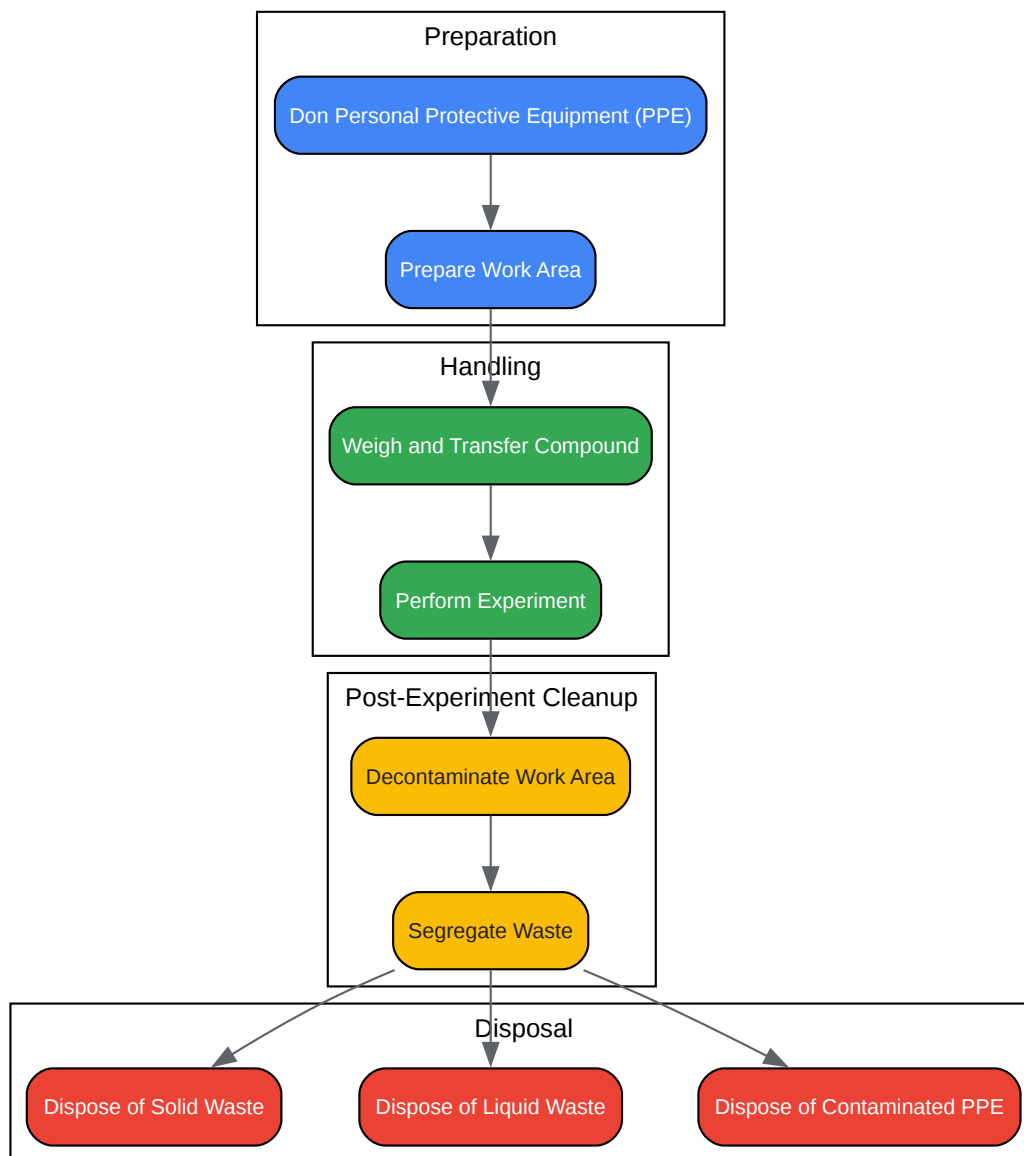 Preparation
Don Personal Protective Equipment (PPE)
Prepare Work Area
Handling
Weigh and Transfer Compound
Perform Experiment
Post-Experiment Cleanup
Decontaminate Work Area
Segregate Waste
Disposal
Dispose of Solid Waste
Dispose of Liquid Waste
Dispose of Contaminated PPE